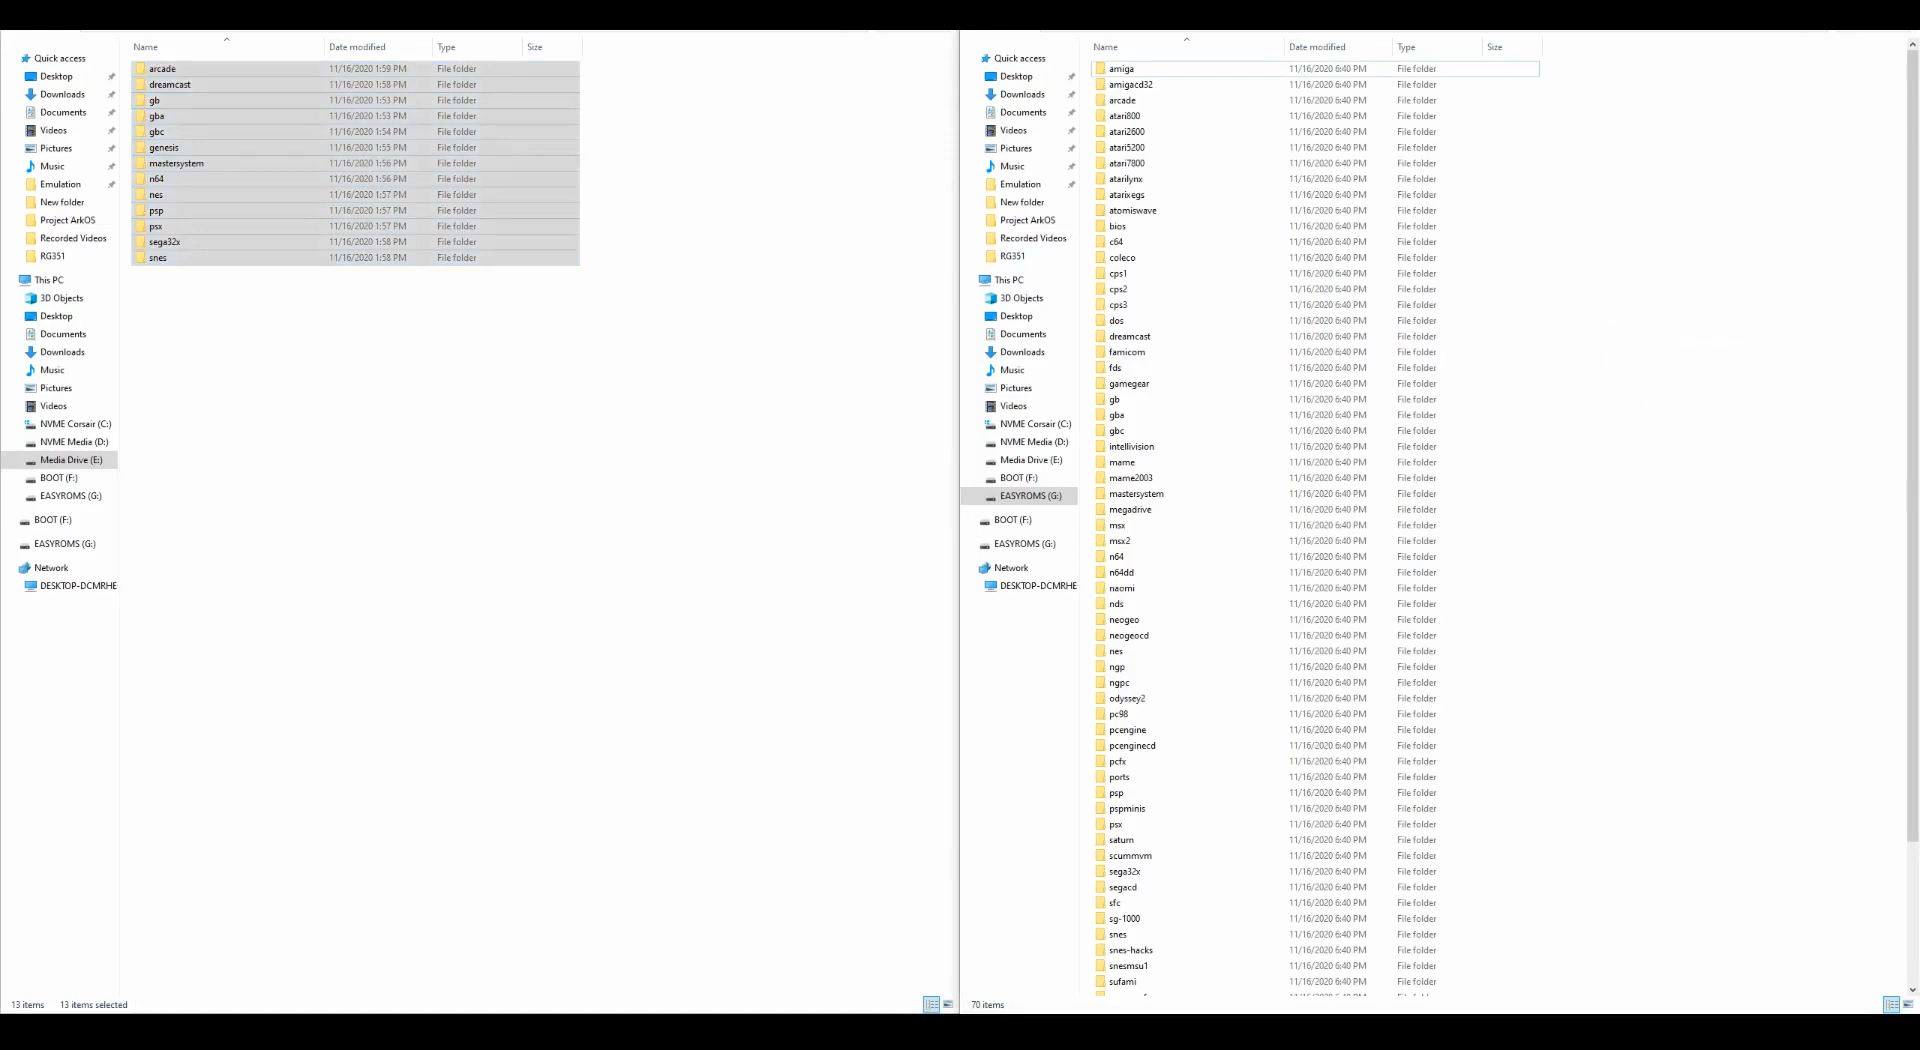 Name Date modified Type Size
Quick access
Desktop
Downloads
Documents
Videos
Pictures
Music
Emulation
New folder
Project ArkOS
Recorded Videos
RG351
This PC
3D Objects
Desktop
Documents
Downloads
Music
Pictures
Videos
NVME Corsair (C:)
NVME Media (D:)
Media Drive (E:)
BOOT (F:)
EASYROMS (G:)
BOOT (F:)
EASYROMS (G:)
Network
DESKTOP-DCMRHE
arcade 11/16/2020 1:59 PM File folder
dreamcast 11/16/2020 1:58 PM File folder
gb 11/16/2020 1:53 PM File folder
gba 11/16/2020 1:53 PM File folder
gbc 11/16/2020 1:54 PM File folder
genesis 11/16/2020 1:55 PM File folder
mastersystem 11/16/2020 1:56 PM File folder
n64 11/16/2020 1:56 PM File folder
nes 11/16/2020 1:57 PM File folder
psp 11/16/2020 1:57 PM File folder
psx 11/16/2020 1:57 PM File folder
sega32x 11/16/2020 1:58 PM File folder
snes 11/16/2020 1:58 PM File folder
13 items 13 items selected
Name Date modified Type Size
Quick access
Desktop
Downloads
Documents
Videos
Pictures
Music
Emulation
New folder
Project ArkOS
Recorded Videos
RG351
This PC
3D Objects
Desktop
Documents
Downloads
Music
Pictures
Videos
NVME Corsair (C:)
NVME Media (D:)
Media Drive (E:)
BOOT (F:)
EASYROMS (G:)
BOOT (F:)
EASYROMS (G:)
Network
DESKTOP-DCMRHE
amiga 11/16/2020 6:40 PM File folder
amigacd32 11/16/2020 6:40 PM File folder
arcade 11/16/2020 6:40 PM File folder
atari800 11/16/2020 6:40 PM File folder
atari2600 11/16/2020 6:40 PM File folder
atari5200 11/16/2020 6:40 PM File folder
atari7800 11/16/2020 6:40 PM File folder
atarilynx 11/16/2020 6:40 PM File folder
atarixegs 11/16/2020 6:40 PM File folder
atomiswave 11/16/2020 6:40 PM File folder
bios 11/16/2020 6:40 PM File folder
c64 11/16/2020 6:40 PM File folder
coleco 11/16/2020 6:40 PM File folder
cps1 11/16/2020 6:40 PM File folder
cps2 11/16/2020 6:40 PM File folder
cps3 11/16/2020 6:40 PM File folder
dos 11/16/2020 6:40 PM File folder
dreamcast 11/16/2020 6:40 PM File folder
famicom 11/16/2020 6:40 PM File folder
fds 11/16/2020 6:40 PM File folder
gamegear 11/16/2020 6:40 PM File folder
gb 11/16/2020 6:40 PM File folder
gba 11/16/2020 6:40 PM File folder
gbc 11/16/2020 6:40 PM File folder
intellivision 11/16/2020 6:40 PM File folder
mame 11/16/2020 6:40 PM File folder
mame2003 11/16/2020 6:40 PM File folder
mastersystem 11/16/2020 6:40 PM File folder
megadrive 11/16/2020 6:40 PM File folder
msx 11/16/2020 6:40 PM File folder
msx2 11/16/2020 6:40 PM File folder
n64 11/16/2020 6:40 PM File folder
n64dd 11/16/2020 6:40 PM File folder
naomi 11/16/2020 6:40 PM File folder
nds 11/16/2020 6:40 PM File folder
neogeo 11/16/2020 6:40 PM File folder
neogeocd 11/16/2020 6:40 PM File folder
nes 11/16/2020 6:40 PM File folder
ngp 11/16/2020 6:40 PM File folder
ngpc 11/16/2020 6:40 PM File folder
odyssey2 11/16/2020 6:40 PM File folder
pc98 11/16/2020 6:40 PM File folder
pcengine 11/16/2020 6:40 PM File folder
pcenginecd 11/16/2020 6:40 PM File folder
pcfx 11/16/2020 6:40 PM File folder
ports 11/16/2020 6:40 PM File folder
psp 11/16/2020 6:40 PM File folder
pspminis 11/16/2020 6:40 PM File folder
psx 11/16/2020 6:40 PM File folder
saturn 11/16/2020 6:40 PM File folder
scummvm 11/16/2020 6:40 PM File folder
sega32x 11/16/2020 6:40 PM File folder
segacd 11/16/2020 6:40 PM File folder
sfc 11/16/2020 6:40 PM File folder
sg-1000 11/16/2020 6:40 PM File folder
snes 11/16/2020 6:40 PM File folder
snes-hacks 11/16/2020 6:40 PM File folder
snesmsu1 11/16/2020 6:40 PM File folder
sufami 11/16/2020 6:40 PM File folder
70 items